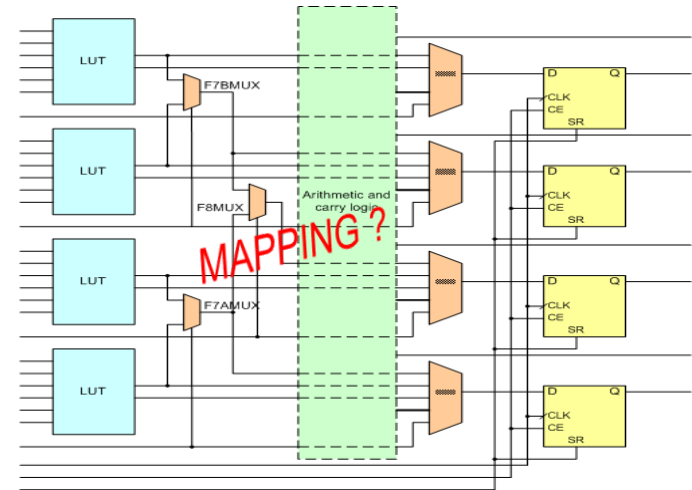 LUT
F7BMUX
D Q
CLK
CE
SR
LUT
F8MUX
Arithmetic and
carry logic
MAPPING ?
D Q
CLK
CE
SR
LUT
F7AMUX
D Q
CLK
CE
SR
LUT
D Q
CLK
CE
SR